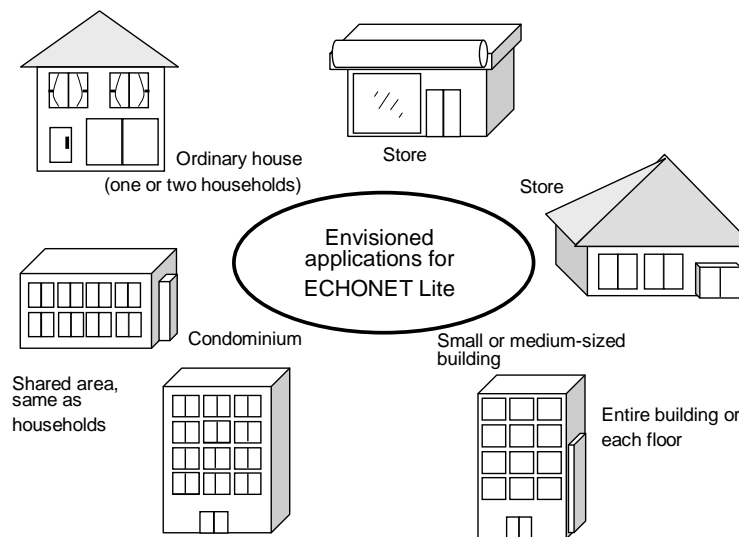 Ordinary house
(one or two households)
Store
Store
Envisioned
applications for
ECHONET Lite
Condominium
Small or medium-sized
building
Shared area,
same as
households
Entire building or
each floor